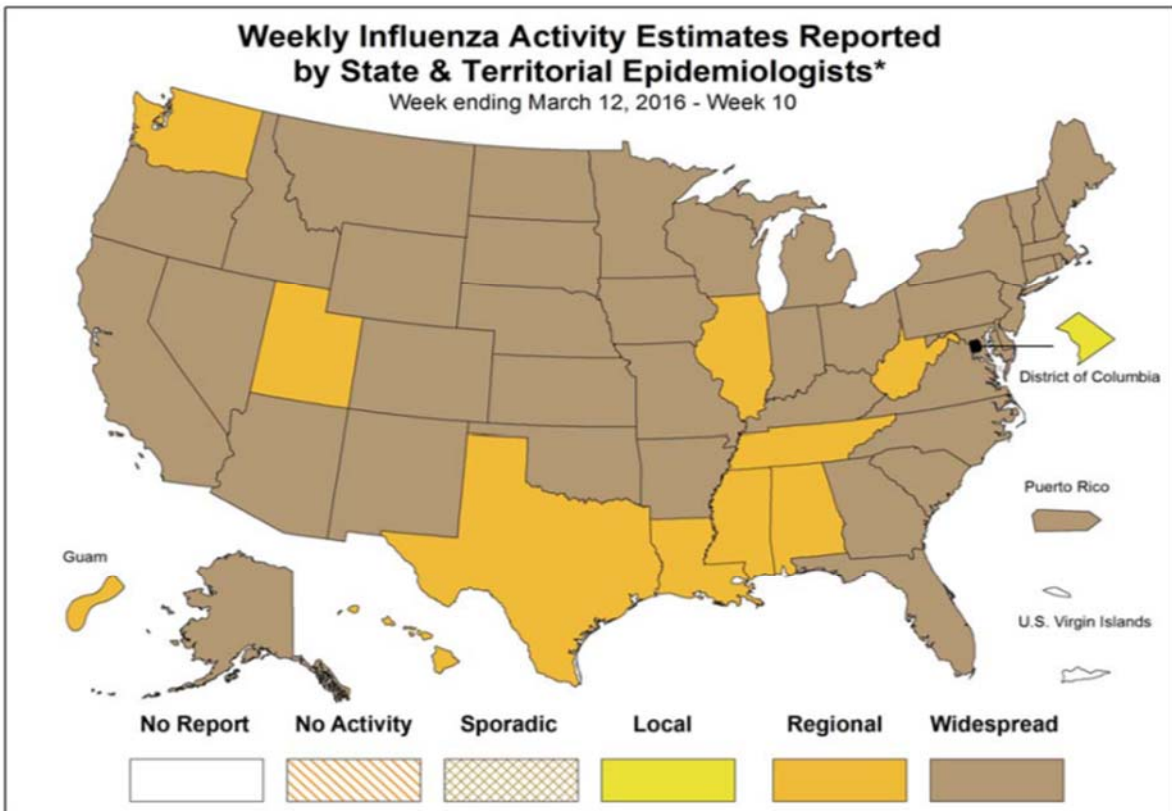 Weekly Influenza Activity Estimates Reported
by State & Territorial Epidemiologists*
Week ending March 12, 2016 - Week 10
District of Columbia
Puerto Rico
Guam
U.S. Virgin Islands
No Report No Activity Sporadic Local Regional Widespread